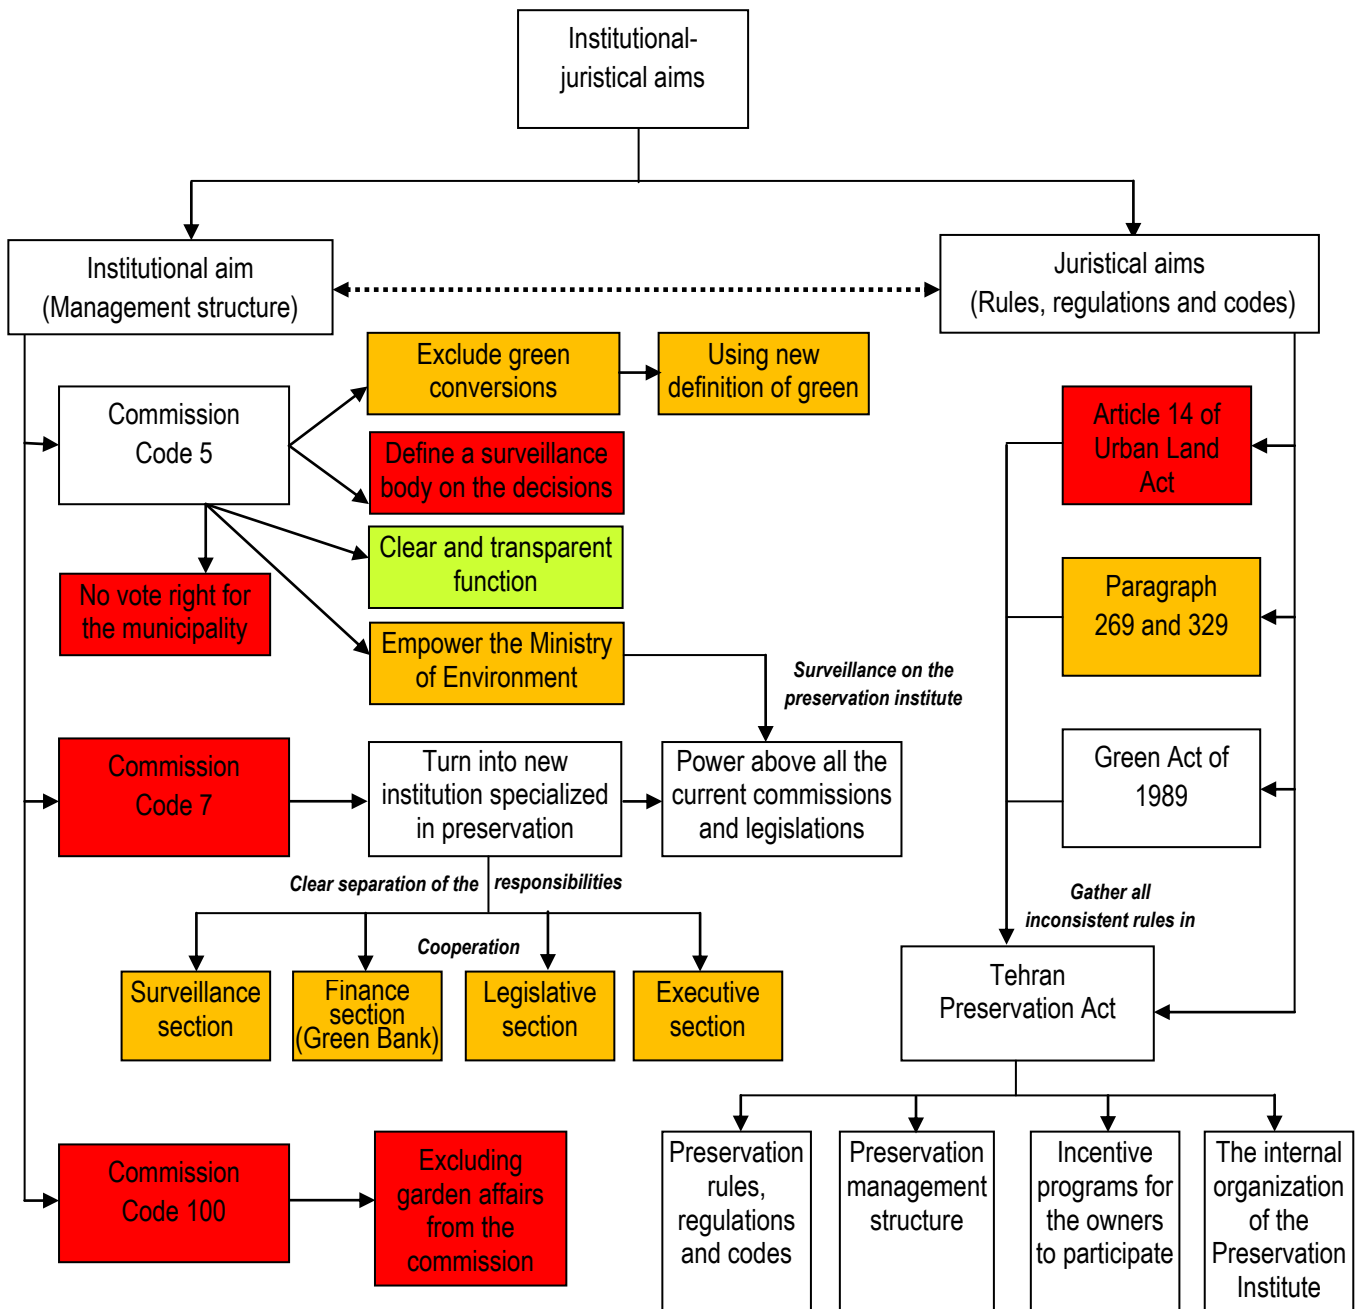 Institutional-
juristical aims
Institutional aim
(Management structure)
Juristical aims
(Rules, regulations and codes)
Commission
Code 5
Exclude green
conversions
Using new
definition of green
Define a surveillance
body on the decisions
Clear and transparent
function
No vote right for
the municipality
Empower the Ministry
of Environment
Surveillance on the
preservation institute
Article 14 of
Urban Land
Act
Paragraph
269 and 329
Green Act of
1989
Commission
Code 7
Turn into new
institution specialized
in preservation
Power above all the
current commissions
and legislations
Clear separation of the responsibilities
Cooperation
Gather all
inconsistent rules in
Surveillance
section
Finance
section
(Green Bank)
Legislative
section
Executive
section
Tehran
Preservation Act
Commission
Code 100
Excluding
garden affairs
from the
commission
Preservation
rules,
regulations
and codes
Preservation
management
structure
Incentive
programs for
the owners
to participate
The internal
organization
of the
Preservation
Institute